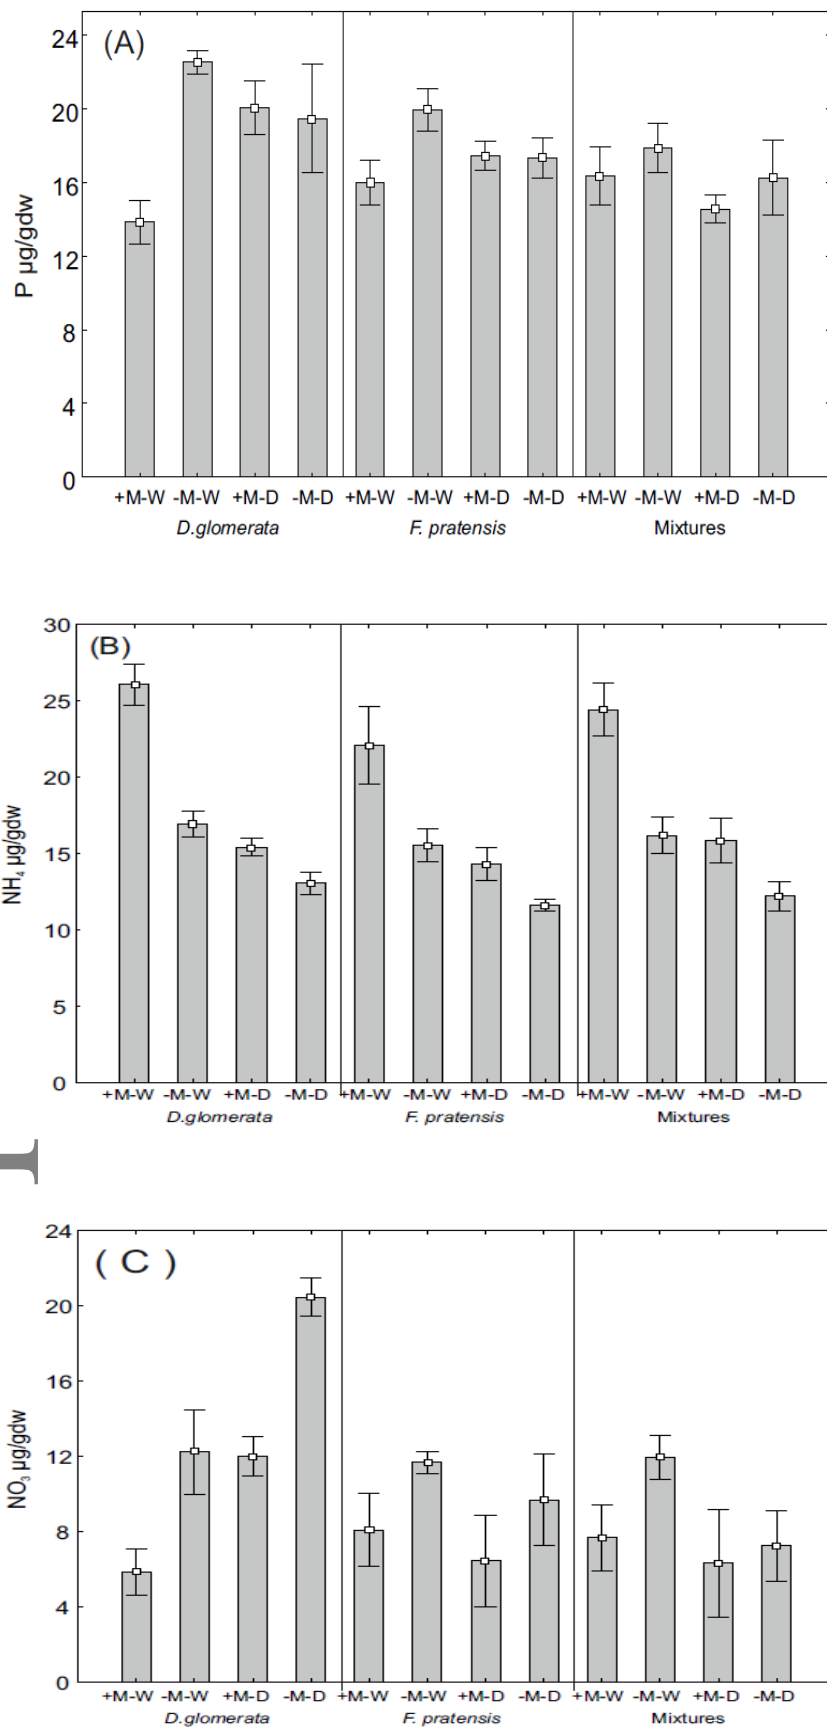 (A)
24
20
16
12
8
4
0
P µg/gdw
+M-W -M-W +M-D -M-D +M-W -M-W +M-D -M-D +M-W -M-W +M-D -M-D
D.glomerata F. pratensis Mixtures
(B)
30
25
20
15
10
5
0
NH₄ µg/gdw
+M-W -M-W +M-D -M-D +M-W -M-W +M-D -M-D +M-W -M-W +M-D -M-D
D.glomerata F. pratensis Mixtures
( C )
24
20
16
12
8
4
0
NO₃ µg/gdw
+M-W -M-W +M-D -M-D +M-W -M-W +M-D -M-D +M-W -M-W +M-D -M-D
D.glomerata F. pratensis Mixtures